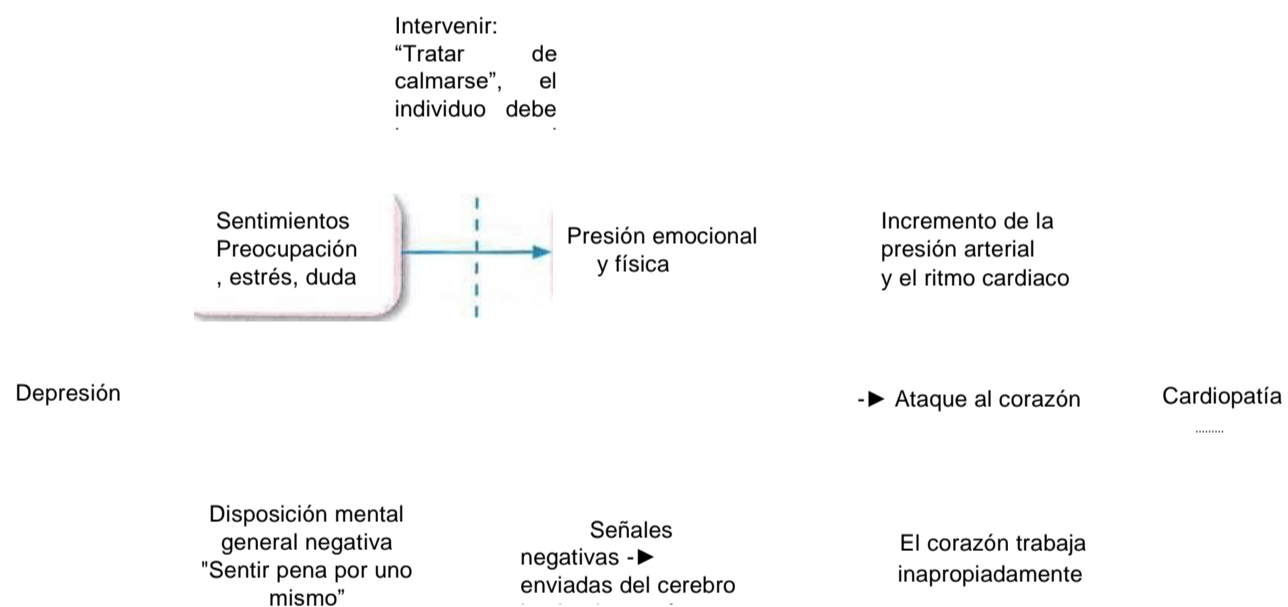 Intervenir:
“Tratar de
calmarse”, el
individuo debe
Sentimientos
Preocupación
, estrés, duda
Presión emocional
y física
Incremento de la
presión arterial
y el ritmo cardiaco
Depresión
-► Ataque al corazón
Cardiopatía
Disposición mental
general negativa
"Sentir pena por uno
mismo”
Señales
negativas -►
enviadas del cerebro
El corazón trabaja
inapropiadamente